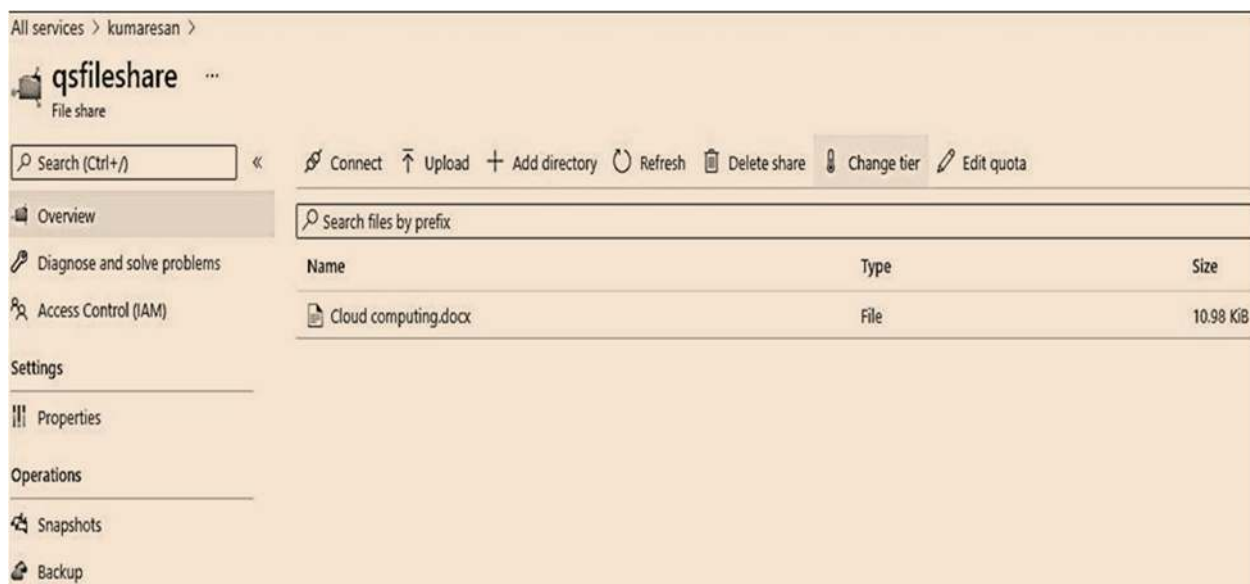 All services > kumaresan >
qsfileshare ...
File share
Search (Ctrl+/) «
Connect Upload Add directory Refresh Delete share Change tier Edit quota
Overview
Search files by prefix
Diagnose and solve problems
Name Type Size
Access Control (IAM)
Cloud computing.docx File 10.98 KiB
Settings
Properties
Operations
Snapshots
Backup